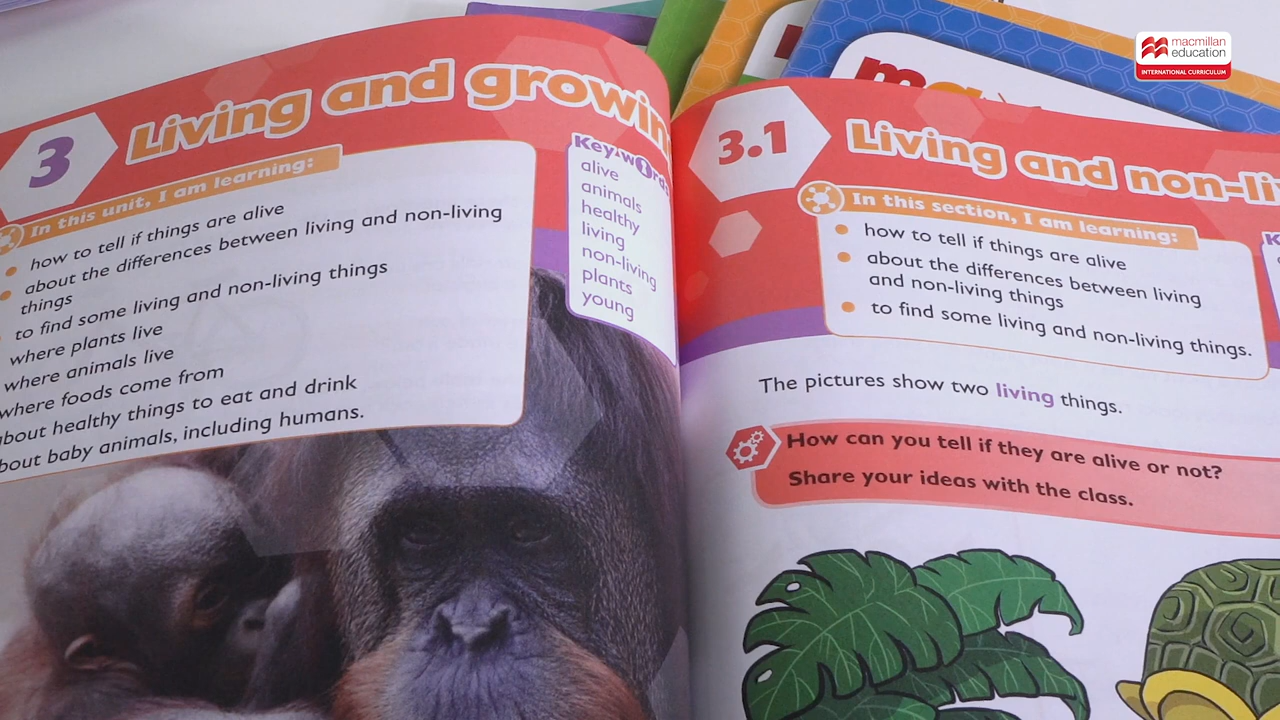 macmillan
education
INTERNATIONAL CURRICULUM
3
Living and growin
In this unit, I am learning:
how to tell if things are alive
about the differences between living and non-living
things
to find some living and non-living things
where plants live
where animals live
where foods come from
about healthy things to eat and drink
bout baby animals, including humans.
Key words
alive
animals
healthy
living
non-living
plants
young
3.1
Living and non-li
In this section, I am learning:
how to tell if things are alive
about the differences between living
and non-living things
to find some living and non-living things.
The pictures show two living things.
How can you tell if they are alive or not?
Share your ideas with the class.